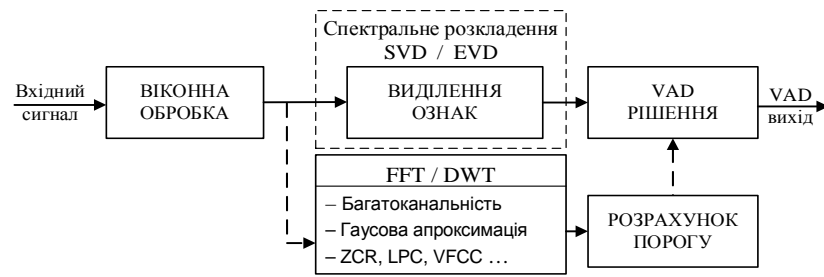 Спектральне розкладення
SVD / EVD
Вхідний
сигнал
ВІКОННА
ОБРОБКА
ВИДІЛЕННЯ
ОЗНАК
VAD
РІШЕННЯ
VAD
вихід
FFT / DWT
– Багатоканальність
– Гаусова апроксимація
– ZCR, LPC, VFCC ...
РОЗРАХУНОК
ПОРОГУ